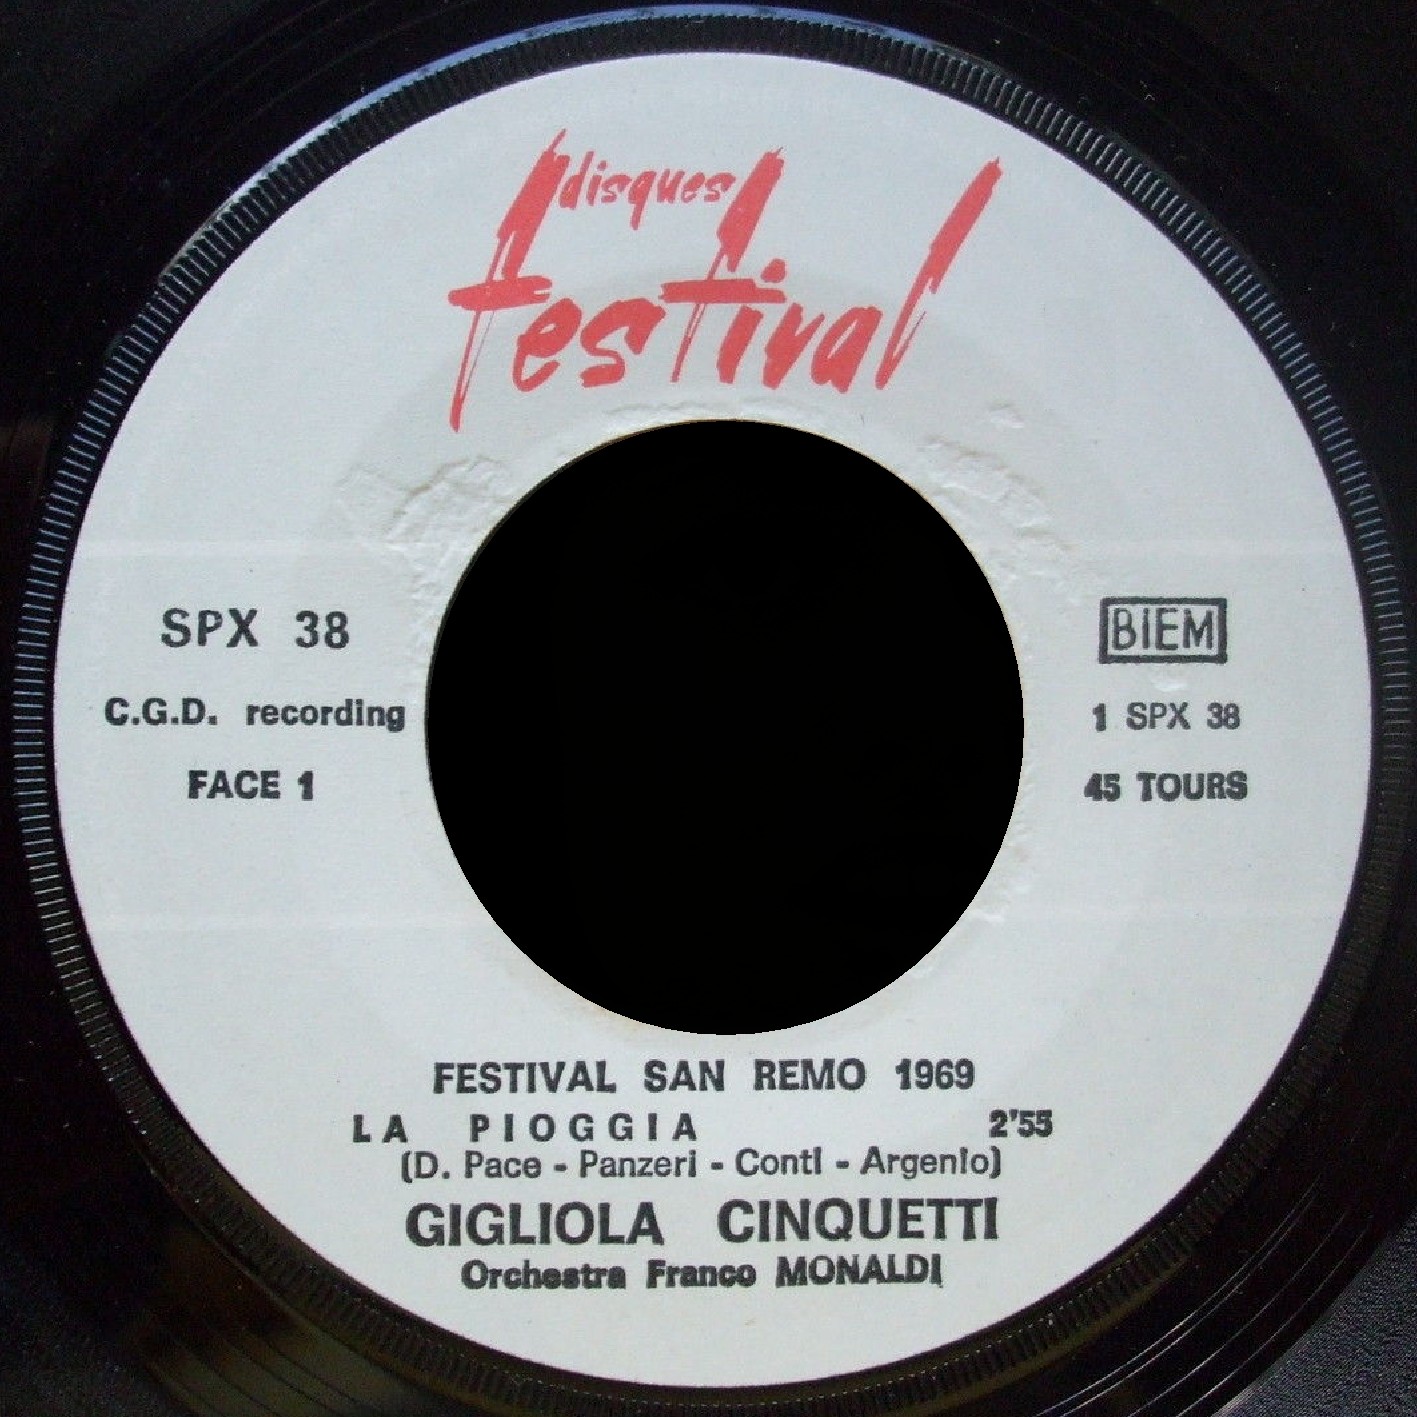 disques
festival
SPX 38
C.G.D. recording
FACE 1
BIEM
1 SPX 38
45 TOURS
FESTIVAL SAN REMO 1969
LA PIOGGIA 2'55
(D. Pace - Panzeri - Conti - Argenio)
GIGLIOLA CINQUETTI
Orchestra Franco MONALDI